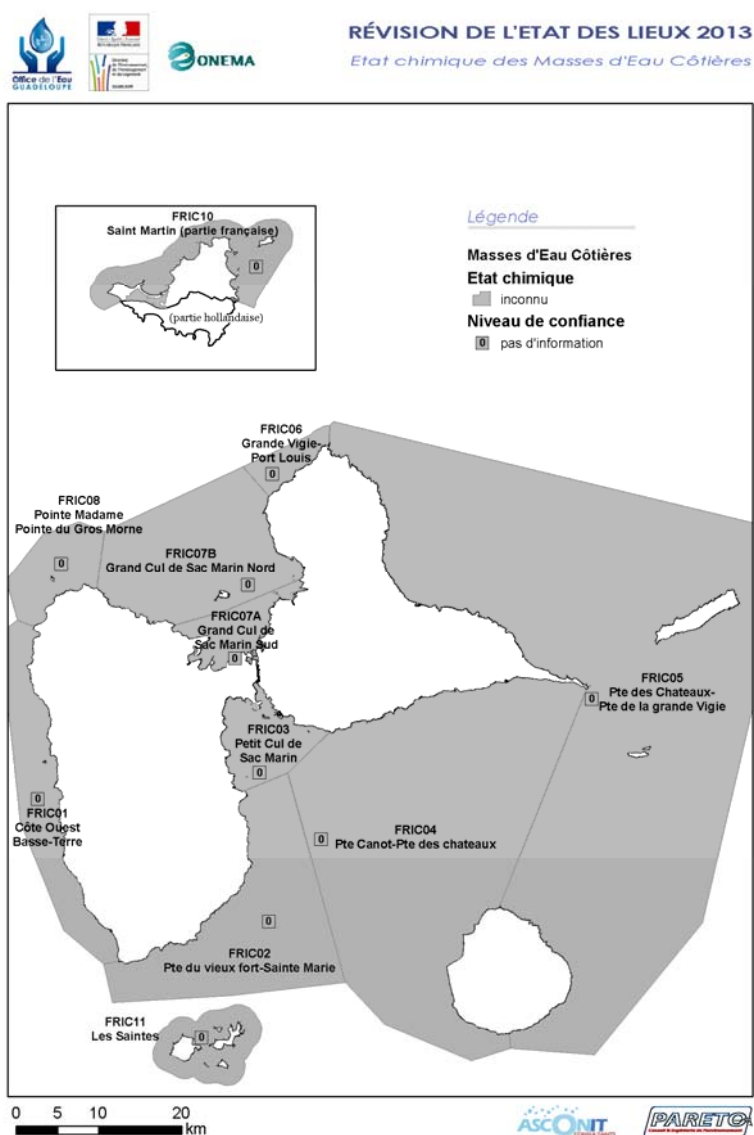 RÉVISION DE L'ETAT DES LIEUX 2013
Etat chimique des Masses d'Eau Côtières
Office de l'Eau
GUADELOUPE
RÉPUBLIQUE FRANÇAISE
ONEMA
FRIC10
Saint Martin (partie française)
0
(partie hollandaise)
Légende
Masses d'Eau Côtières
Etat chimique
inconnu
Niveau de confiance
0 pas d'information
FRIC06
Grande Vigie-
Port Louis
0
FRIC08
Pointe Madame
Pointe du Gros Morne
0
FRIC07B
Grand Cul de Sac Marin Nord
0
FRIC07A
Grand Cul de
Sac Marin Sud
0
FRIC05
Pte des Chateaux-
Pte de la grande Vigie
0
FRIC03
Petit Cul de
Sac Marin
0
0
FRIC01
Côte Ouest
Basse-Terre
FRIC04
0
Pte Canot-Pte des chateaux
0
FRIC02
Pte du vieux fort-Sainte Marie
FRIC11
Les Saintes
0
0 5 10 20
km
ASCONIT
CONSULTANTS
PARETO